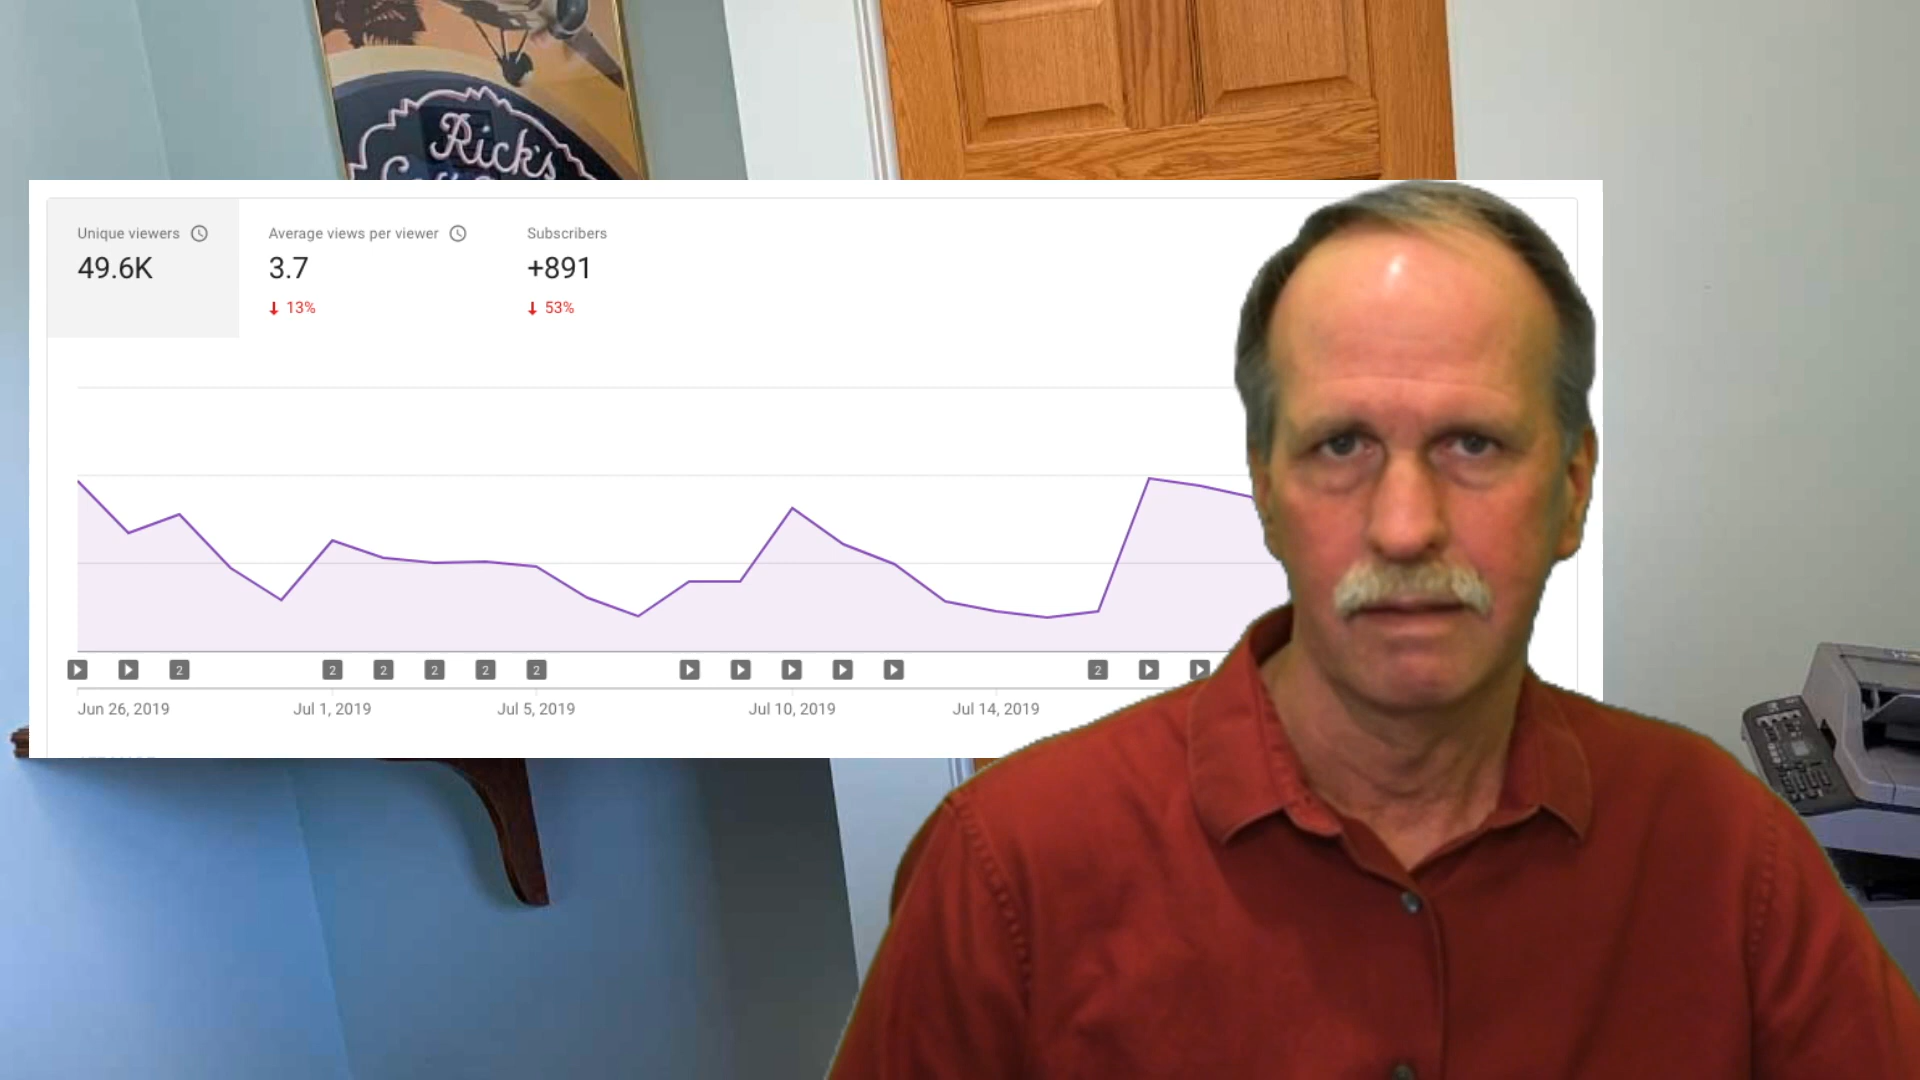 Rick's
Unique viewers
49.6K
Average views per viewer
3.7
13%
Subscribers
+891
53%
2 2 2 2 2 2 2
Jun 26, 2019 Jul 1, 2019 Jul 5, 2019 Jul 10, 2019 Jul 14, 2019